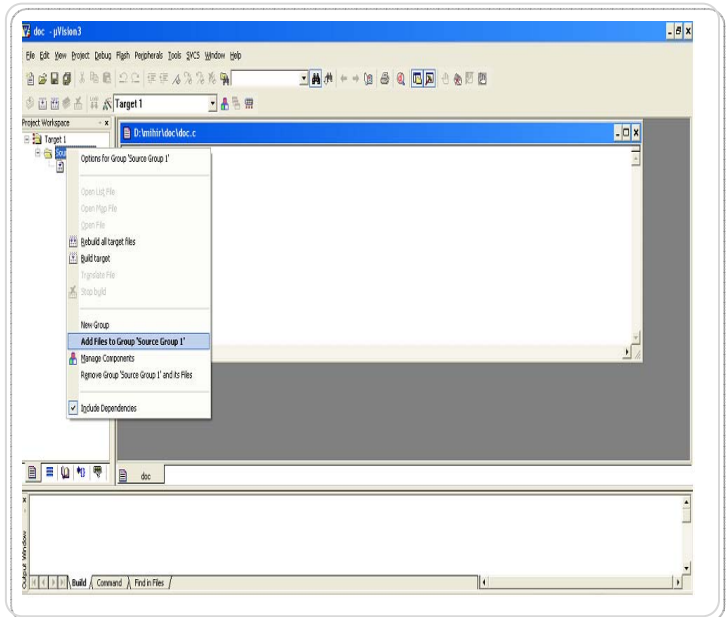 doc - µVision3
File Edit View Project Debug Flash Peripherals Tools SVCS Window Help
Target 1
Project Workspace
Target 1
D:\mihir\doc\doc.c
Options for Group 'Source Group 1'
Open List File
Open Map File
Open File
Rebuild all target files
Build target
Translate File
Stop build
New Group
Add Files to Group 'Source Group 1'
Manage Components
Remove Group 'Source Group 1' and its Files
Include Dependencies
doc
Output Window
Build Command Find in Files